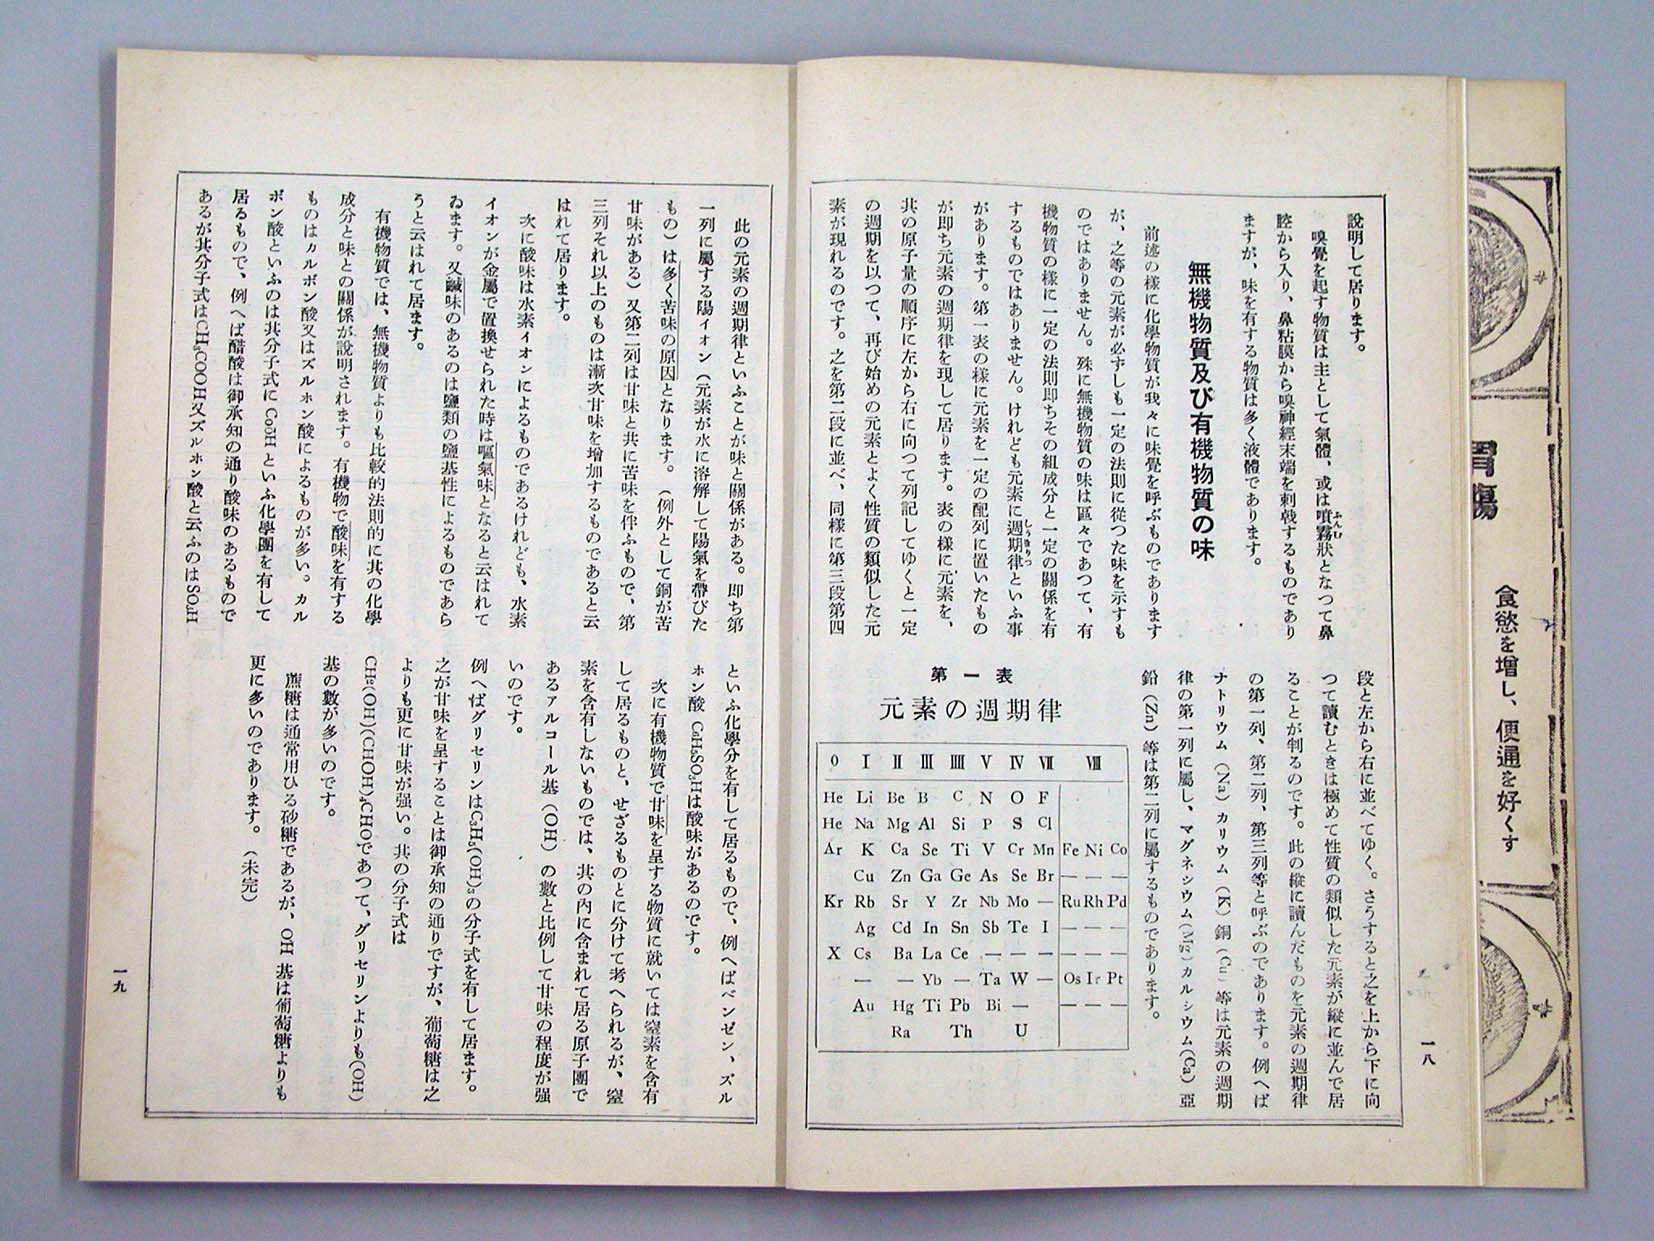 説明して居ります。
嗅覺を起す物質は主として氣體、或は噴霧狀となつて鼻
腔から入り、鼻粘膜から嗅神經末端を刺戟するものであり
ますが、味を有する物質は多く液體であります。
無機物質及び有機物質の味
前述の樣に化學物質が我々に味覺を呼ぶものであります
が、之等の元素が必ずしも一定の法則に從つた味を示すも
のではありません。殊に無機物質の味は區々であつて、有
機物質の樣に一定の法則卽ちその組成分と一定の關係を有
するものではありません。けれども元素に週期律といふ事
があります。第一表の樣に元素を一定の配列に置いたもの
が卽ち元素の週期律を現して居ります。表の樣に元素を、
其の原子量の順序に左から右に向つて列記してゆくと一定
の週期を以つて、再び始めの元素とよく性質の類似した元
素が現れるのです。之を第二段に並べ、同樣に第三段第四
段と左から右に並べてゆく。さうすると之を上から下に向
つて讀むときは極めて性質の類似した元素が縱に並んで居
ることが判るのです。此の縱に讀んだものを元素の週期律
の第一列、第二列、第三列等と呼ぶのであります。例へば
ナトリウム(Na)カリウム(K)銅(Cu)等は元素の週期
律の第一列に屬し、マグネシウム(Mg)カルシウム(Ca)亞
鉛(Zn)等は第二列に屬するものであります。
第一表
元素の週期律
0 I II III IIII V IV VII VIII
He Li Be B C N O F
He Na Mg Al Si P S Cl
Ar K Ca Se Ti V Cr Mn Fe Ni Co
Cu Zn Ga Ge As Se Br — — —
Kr Rb Sr Y Zr Nb Mo — Ru Rh Pd
Ag Cd In Sn Sb Te I — — —
X Cs Ba La Ce — — — — — —
— — Yb — Ta W — Os Ir Pt
Au Hg Ti Pb Bi — — — —
Ra Th U
一八
此の元素の週期律といふことが味と關係がある。卽ち第
一列に屬する陽イオン(元素が水に溶解して陽氣を帶びた
もの)は多く苦味の原因となります。(例外として銅が苦
甘味がある)又第二列は甘味と共に苦味を伴ふもので、第
三列それ以上のものは漸次甘味を增加するものであると云
はれて居ります。
次に酸味は水素イオンによるものであるけれども、水素
イオンが金屬で置換せられた時は嘔氣味となると云はれて
ゐます。又鹹味のあるのは鹽類の鹽基性によるものであら
うと云はれて居ます。
有機物質では、無機物質よりも比較的法則的に其の化學
成分と味との關係が說明されます。有機物で酸味を有する
ものはカルボン酸又はズルホン酸によるものが多い。カル
ボン酸といふのは共分子式に CooH といふ化學團を有して
居るもので、例へば醋酸は御承知の通り酸味のあるもので
あるが其分子式はCH₃COOH又ズルホン酸と云ふのはSO₃H
といふ化學分を有して居るもので、例へばベンゼン、ズル
ホン酸 C₆H₅SO₃Hは酸味があるのです。
次に有機物質で甘味を呈する物質に就いては窒素を含有
して居るものと、せざるものとに分けて考へられるが、窒
素を含有しないものでは、其の內に含まれて居る原子團で
あるアルコール基(OH)の數と比例して甘味の程度が强
いのです。
例へばグリセリンはC₃H₅(OH)₃の分子式を有して居ます。
之が甘味を呈することは御承知の通りですが、葡萄糖は之
よりも更に甘味が强い。其の分子式は
CH₂(OH)(CHOH)₄CHOであつて、グリセリンよりも(OH)
基の數が多いのです。
蔗糖は通常用ひる砂糖であるが、OH 基は葡萄糖よりも
更に多いのであります。(未完)
一九
食慾を增し、便通を好くす